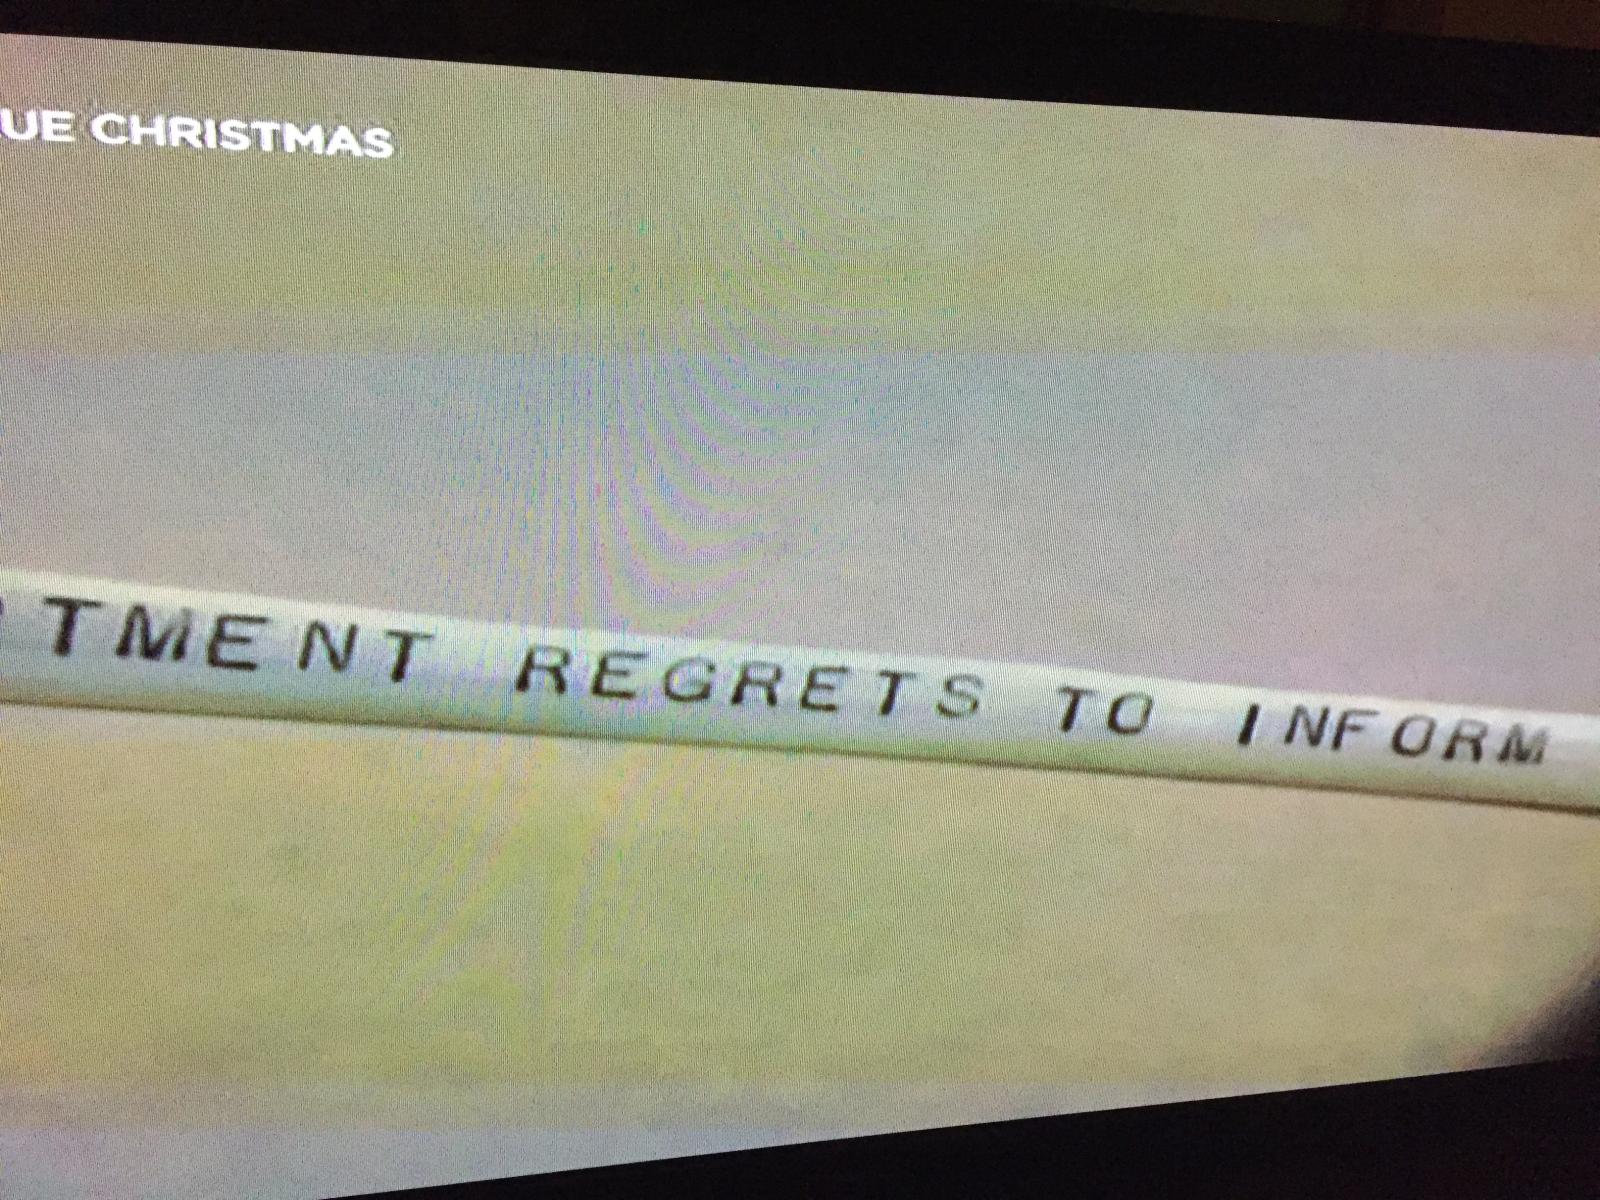 UE CHRISTMAS
TMENT REGRETS TO INFORM